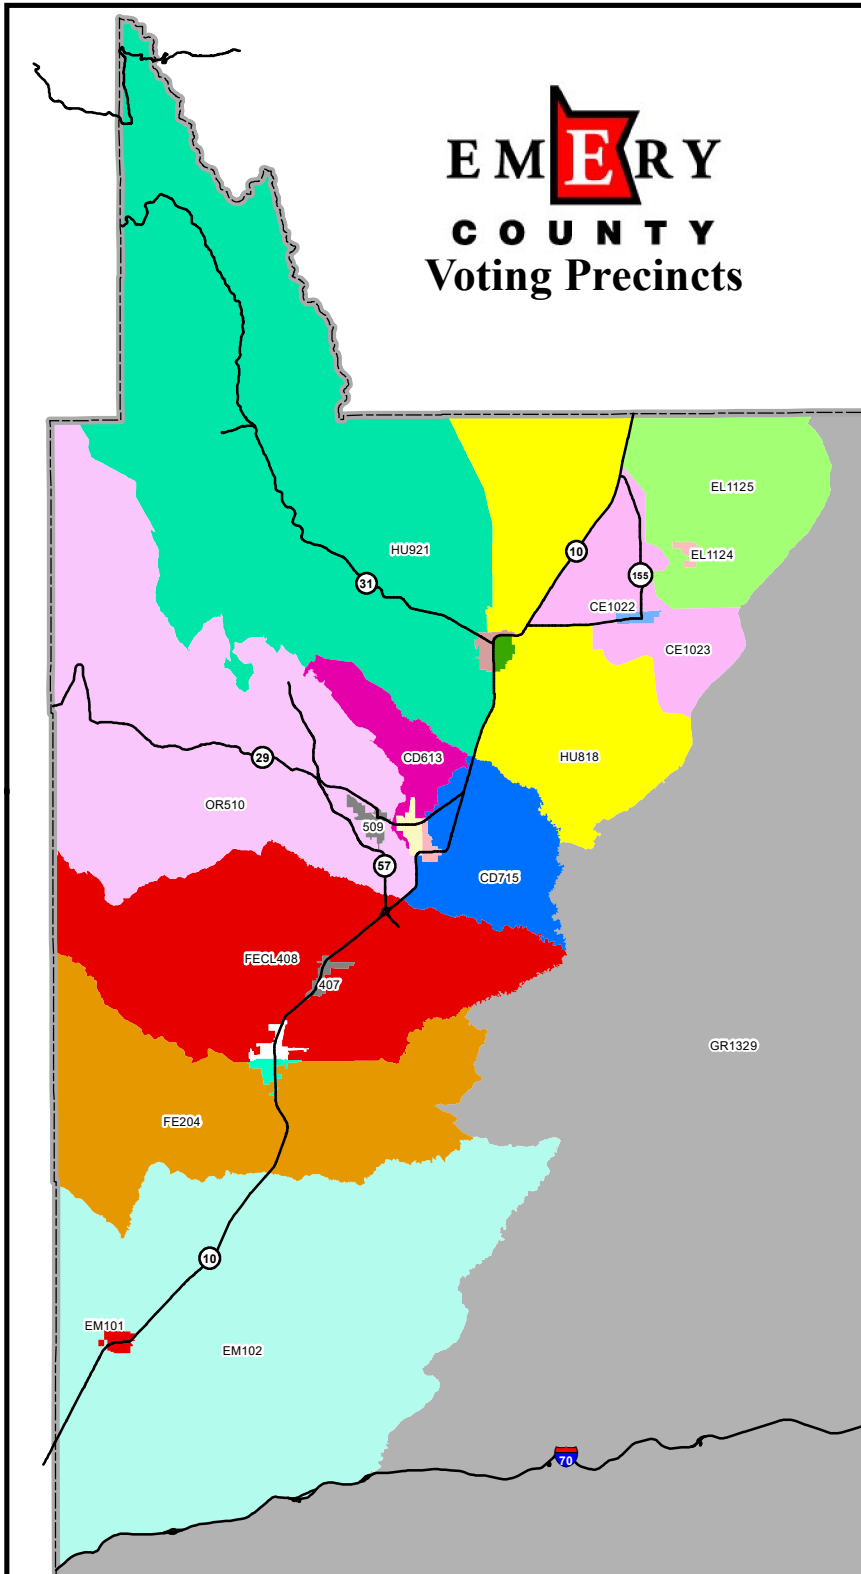 EMERY
COUNTY
Voting Precincts
EL1125
HU921
10
EL1124
31
155
CE1022
CE1023
CD613
HU818
29
OR510
509
57
CD715
FECL408
407
GR1329
FE204
10
EM101
EM102
70